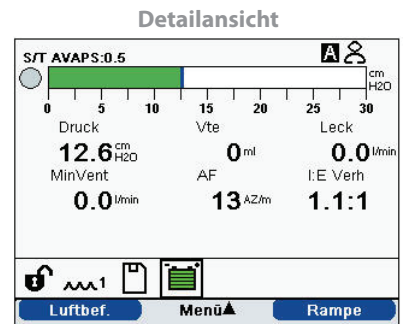 Detailansicht
S/T AVAPS:0.5
A
cm
H2O
0 5 10 15 20 25 30
Druck Vte Leck
12.6 cm H2O 0 ml 0.0 l/min
MinVent AF I:E Verh
0.0 l/min 13 AZ/m 1.1:1
1
Luftbef. Menü▲ Rampe